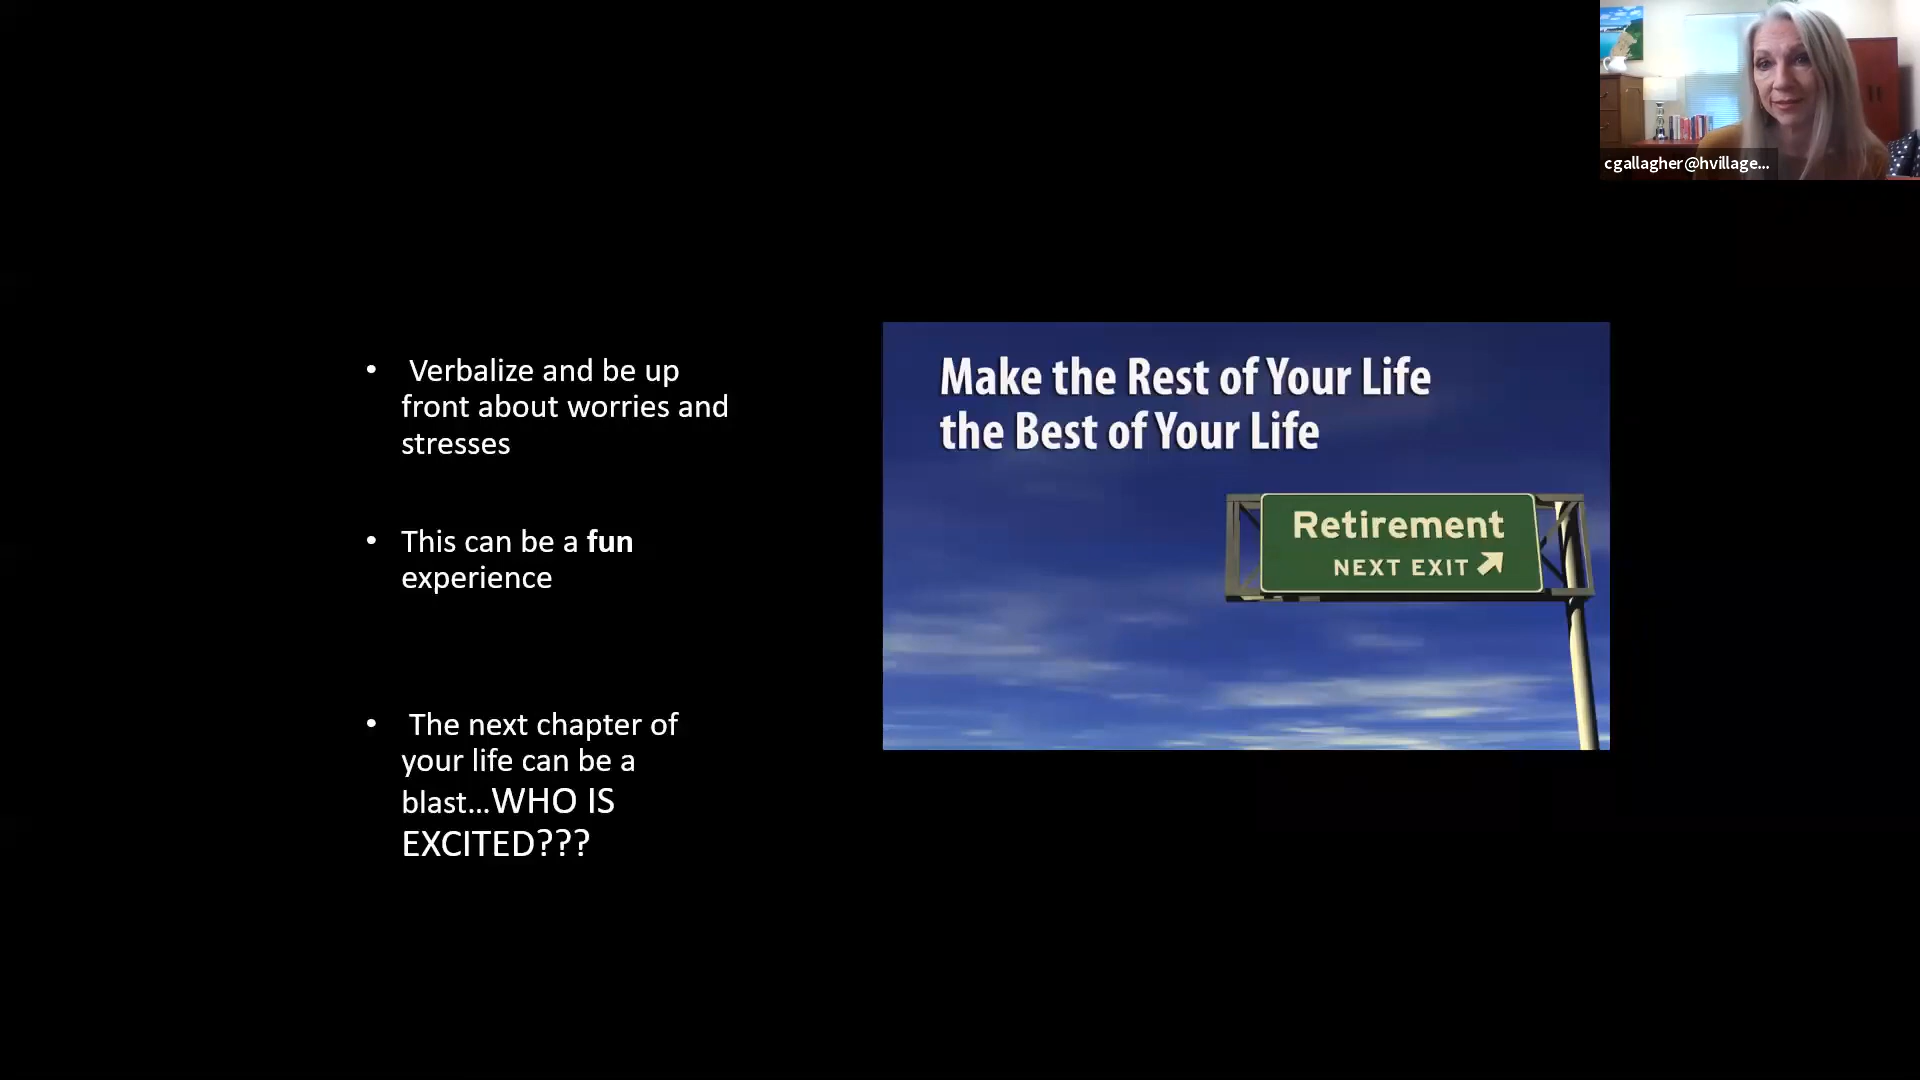 cgallagher@hvillage...
• Verbalize and be up
front about worries and
stresses
• This can be a fun
experience
• The next chapter of
your life can be a
blast...WHO IS
EXCITED???
Make the Rest of Your Life
the Best of Your Life
Retirement
NEXT EXIT